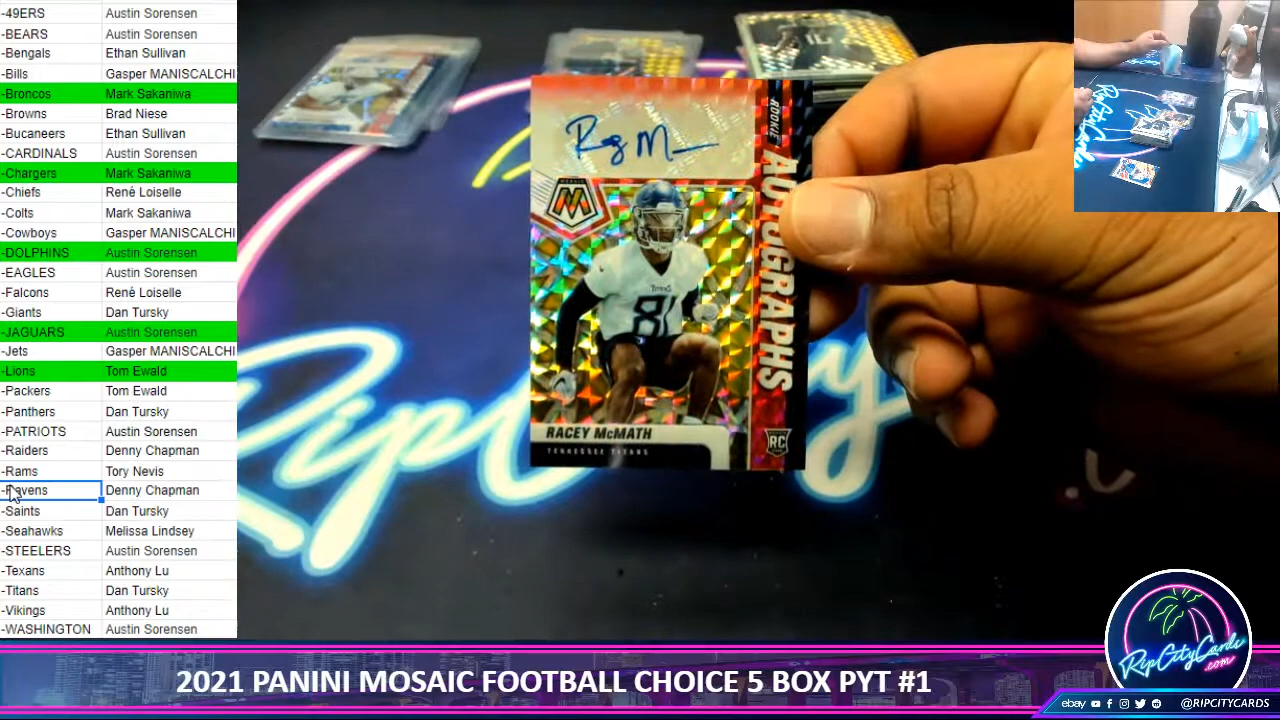 -49ERS Austin Sorensen
-BEARS Austin Sorensen
-Bengals Ethan Sullivan
-Bills Gasper MANISCALCHI
-Broncos Mark Sakaniwa
-Browns Brad Niese
-Bucaneers Ethan Sullivan
-CARDINALS Austin Sorensen
-Chargers Mark Sakaniwa
-Chiefs René Loiselle
-Colts Mark Sakaniwa
-Cowboys Gasper MANISCALCHI
-DOLPHINS Austin Sorensen
-EAGLES Austin Sorensen
-Falcons René Loiselle
-Giants Dan Tursky
-JAGUARS Austin Sorensen
-Jets Gasper MANISCALCHI
-Lions Tom Ewald
-Packers Tom Ewald
-Panthers Dan Tursky
-PATRIOTS Austin Sorensen
-Raiders Denny Chapman
-Rams Tory Nevis
-Ravens Denny Chapman
-Saints Dan Tursky
-Seahawks Melissa Lindsey
-STEELERS Austin Sorensen
-Texans Anthony Lu
-Titans Dan Tursky
-Vikings Anthony Lu
-WASHINGTON Austin Sorensen
ROOKIE
AUTOGRAPHS
MOSAIC
M
TITANS
81
RACEY McMATH
TENNESSEE TITANS
RC
RipCity
RipCityCards
.com
2021 PANINI MOSAIC FOOTBALL CHOICE 5 BOX PYT #1
ebay @RIPCITYCARDS